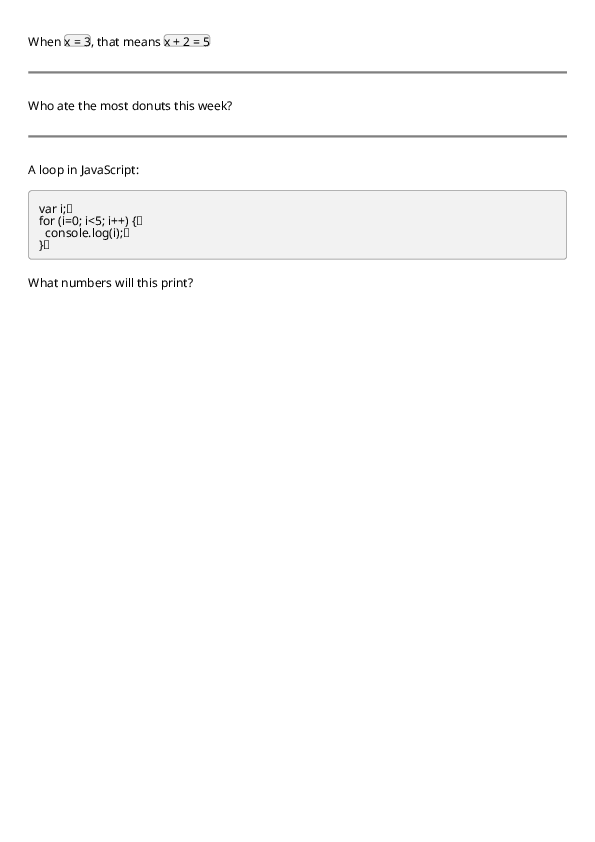 When x = 3, that means x + 2 = 5
Who ate the most donuts this week?
A loop in JavaScript:
var i;
for (i=0; i<5; i++) {
  console.log(i);
}
What numbers will this print?